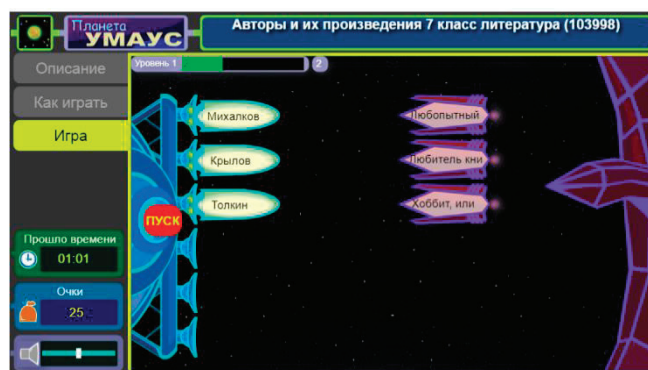 Планета
УМАУС
Авторы и их произведения 7 класс литература (103998)
Описание
Как играть
Игра
Уровень 1
2
Михалков
Любопытный
Крылов
Любитель кни
Толкин
Хоббит, или
ПУСК
Прошло времени
01:01
Очки
25